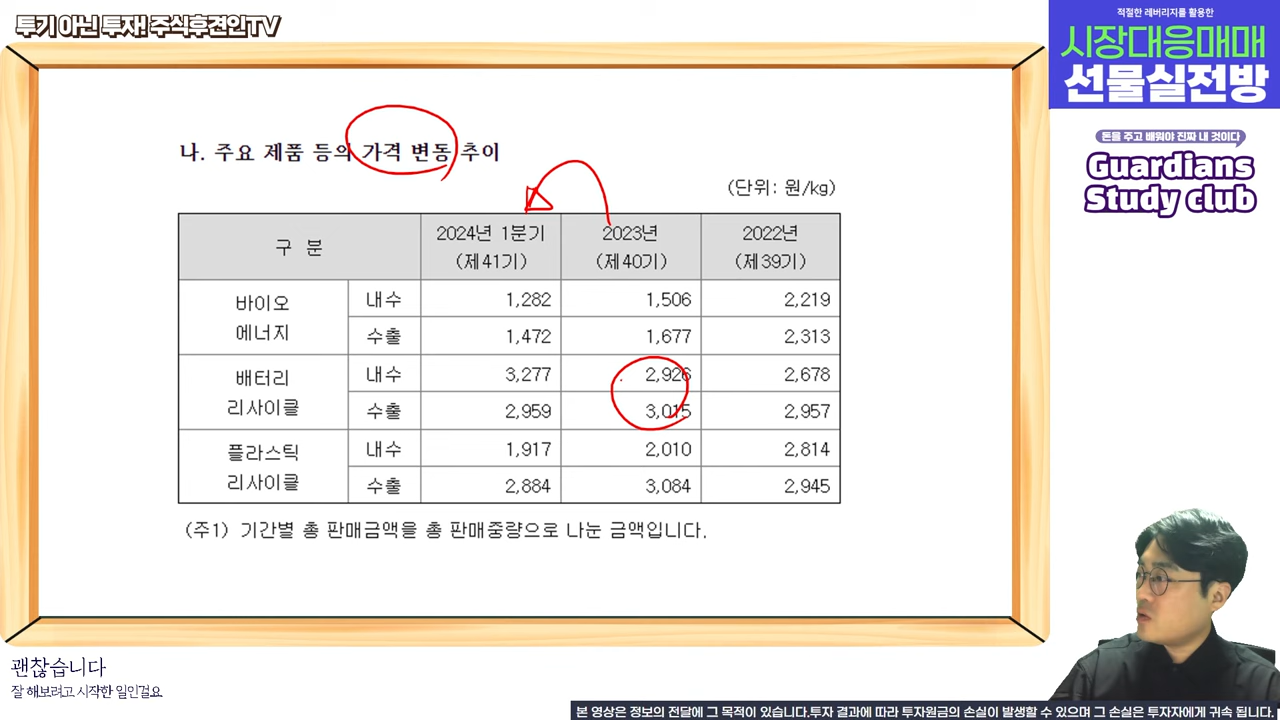 투기 아닌 투자! 주식후견인TV
적절한 레버리지를 활용한
시장대응매매
선물실전방
돈을 주고 배워야 진짜 내 것이다
Guardians
Study club
나. 주요 제품 등의 가격 변동 추이
(단위: 원/kg)
구 분 2024년 1분기 (제41기) 2023년 (제40기) 2022년 (제39기)
바이오 에너지 내수 1,282 1,506 2,219
수출 1,472 1,677 2,313
배터리 리사이클 내수 3,277 2,926 2,678
수출 2,959 3,015 2,957
플라스틱 리사이클 내수 1,917 2,010 2,814
수출 2,884 3,084 2,945
(주1) 기간별 총 판매금액을 총 판매중량으로 나눈 금액입니다.
괜찮습니다
잘 해보려고 시작한 일인걸요
본 영상은 정보의 전달에 그 목적이 있습니다.투자 결과에 따라 투자원금의 손실이 발생할 수 있으며 그 손실은 투자자에게 귀속 됩니다.